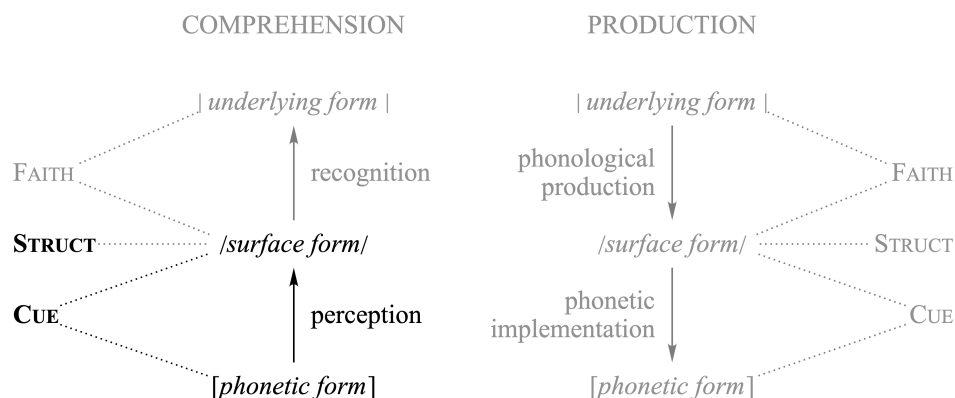 COMPREHENSION PRODUCTION
| underlying form | | underlying form |
FAITH recognition phonological production FAITH
STRUCT /surface form/ /surface form/ STRUCT
CUE perception phonetic implementation CUE
[phonetic form] [phonetic form]